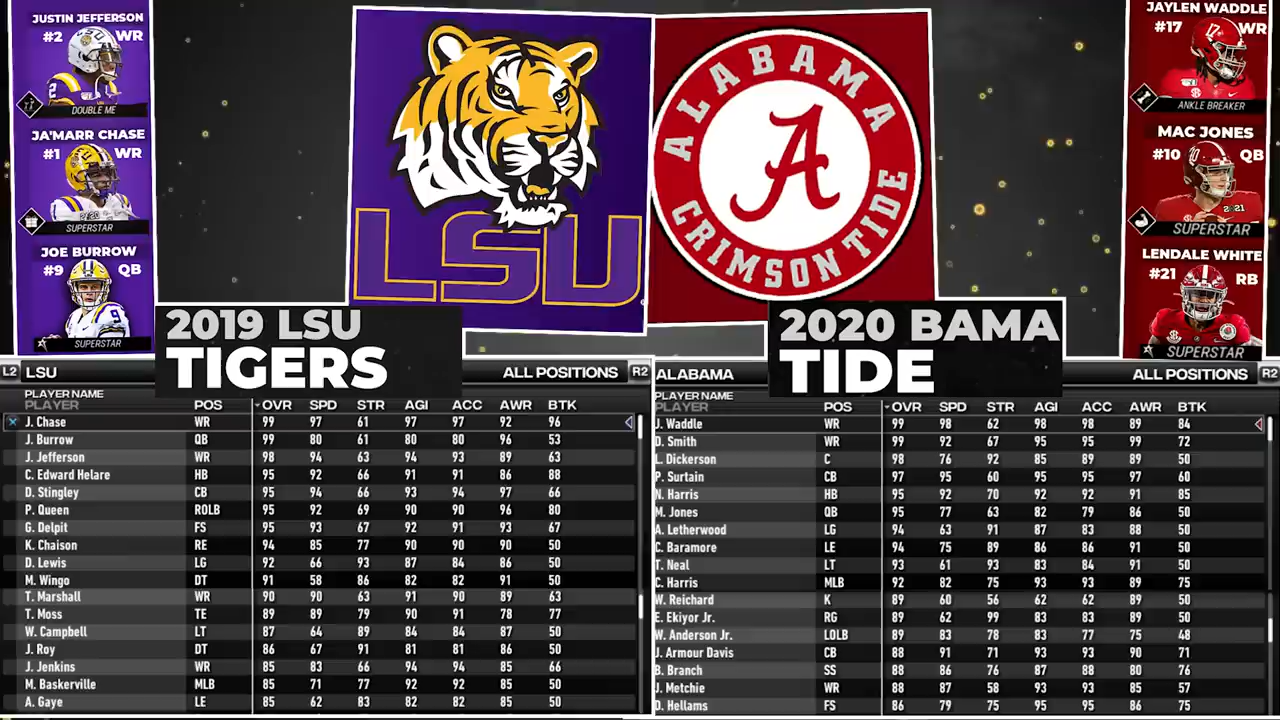 JUSTIN JEFFERSON
#2 WR
DOUBLE ME
JA'MARR CHASE
#1 WR
SUPERSTAR
JOE BURROW
#9 QB
SUPERSTAR
LSU
ALABAMA
CRIMSON TIDE
A
JAYLEN WADDLE
#17 WR
ANKLE BREAKER
MAC JONES
#10 QB
SUPERSTAR
LENDALE WHITE
#21 RB
SUPERSTAR
2019 LSU
TIGERS
2020 BAMA
TIDE
L2 LSU ALL POSITIONS R2
PLAYER NAME
PLAYER POS OVR SPD STR AGI ACC AWR BTK
J. Chase WR 99 97 61 97 97 92 96
J. Burrow QB 99 80 61 80 80 96 53
J. Jefferson WR 98 94 63 94 93 89 63
C. Edward Helare HB 95 92 66 91 91 86 88
D. Stingley CB 95 94 66 93 94 97 66
P. Queen ROLB 95 92 69 90 90 96 80
G. Delpit FS 95 93 67 92 91 93 67
K. Chaison RE 94 85 77 90 90 90 50
D. Lewis LG 92 66 93 87 84 86 50
M. Wingo DT 91 58 86 82 82 91 50
T. Marshall WR 90 90 63 91 90 89 63
T. Moss TE 89 89 79 90 91 78 77
W. Campbell LT 87 64 89 84 84 87 50
J. Roy DT 86 67 91 81 81 86 50
J. Jenkins WR 85 83 66 94 94 85 66
M. Baskerville MLB 85 71 77 92 92 85 50
A. Gaye LE 85 62 83 82 82 85 50
ALABAMA ALL POSITIONS R2
PLAYER NAME
PLAYER POS OVR SPD STR AGI ACC AWR BTK
J. Waddle WR 99 98 62 98 98 89 84
D. Smith WR 99 92 67 95 95 99 72
L. Dickerson C 98 76 92 85 89 89 50
P. Surtain CB 97 95 60 95 95 97 60
N. Harris HB 95 92 70 92 92 91 85
M. Jones QB 95 77 63 82 79 86 50
A. Letherwood LG 94 63 91 87 83 88 50
C. Baramore LE 94 75 89 86 86 91 50
T. Neal LT 93 61 93 83 84 91 50
C. Harris MLB 92 82 75 93 93 89 75
W. Reichard K 89 60 56 62 62 89 50
E. Ekiyor Jr. RG 89 62 99 83 83 89 50
W. Anderson Jr. LOLB 89 83 78 83 77 75 48
J. Armour Davis CB 88 91 71 93 93 90 71
B. Branch SS 88 86 76 87 88 80 76
J. Metchie WR 88 87 58 93 93 85 57
D. Hellams FS 86 79 75 95 95 86 75